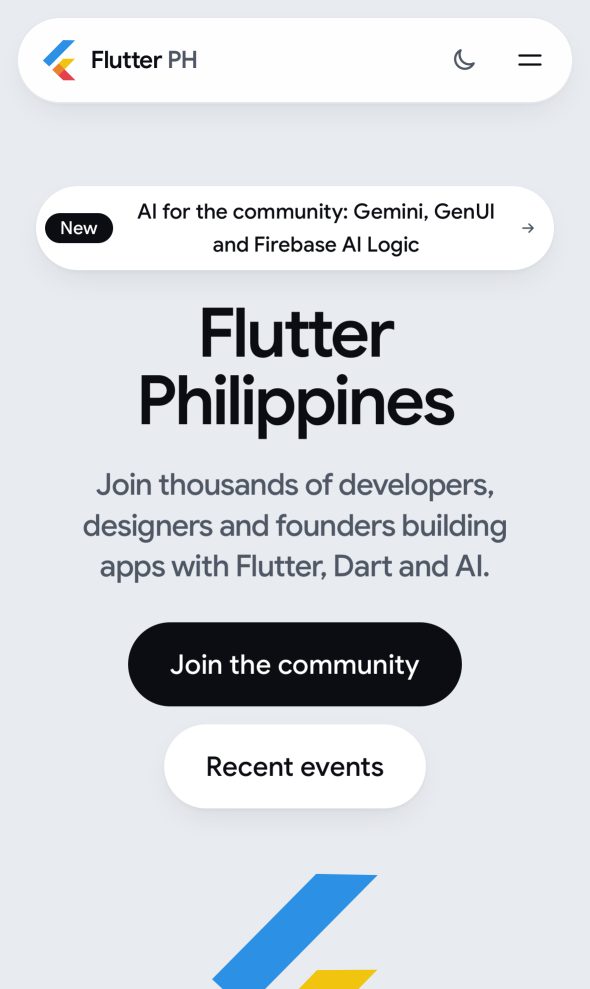 Flutter PH
New
AI for the community: Gemini, GenUI
and Firebase AI Logic
Flutter
Philippines
Join thousands of developers,
designers and founders building
apps with Flutter, Dart and AI.
Join the community
Recent events